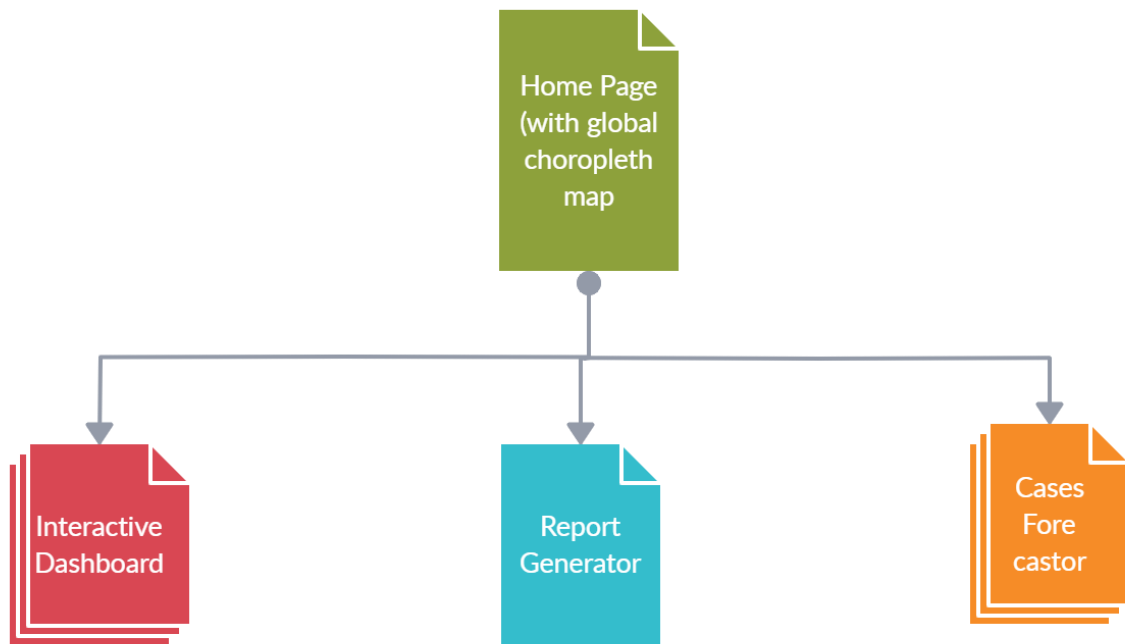 Home Page
(with global
choropleth
map
Interactive
Dashboard
Report
Generator
Cases
Fore
castor